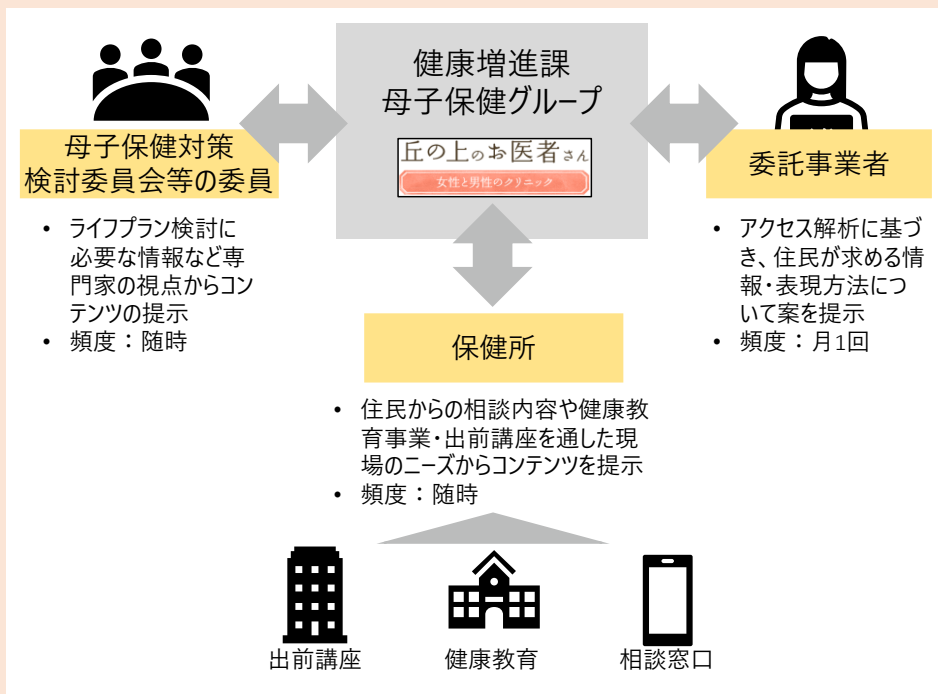 健康増進課
母子保健グループ
丘の上のお医者さん
女性と男性のクリニック
母子保健対策
検討委員会等の委員
• ライフプラン検討に
必要な情報など専
門家の視点からコン
テンツの提示
• 頻度：随時
委託事業者
• アクセス解析に基づ
き、住民が求める情
報・表現方法につ
いて案を提示
• 頻度：月1回
保健所
• 住民からの相談内容や健康教
育事業・出前講座を通した現
場のニーズからコンテンツを提示
• 頻度：随時
出前講座
健康教育
相談窓口